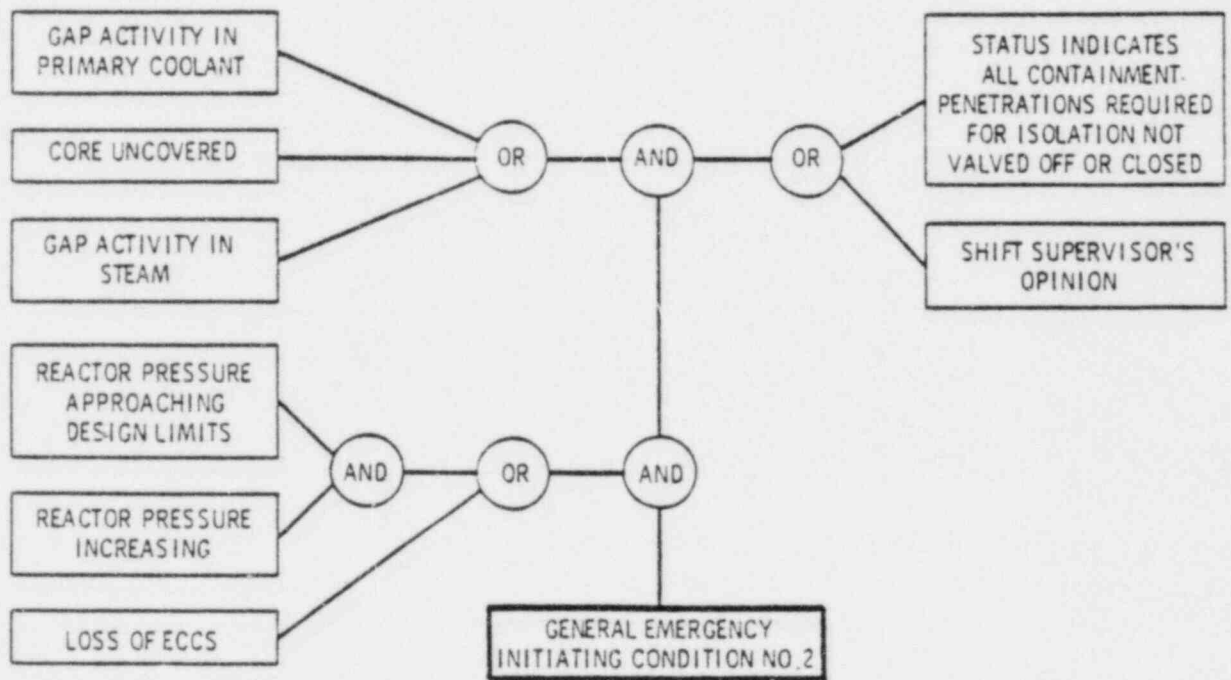 GAP ACTIVITY IN
PRIMARY COOLANT
CORE UNCOVERED
GAP ACTIVITY IN
STEAM
OR
AND
OR
STATUS INDICATES
ALL CONTAINMENT
PENETRATIONS REQUIRED
FOR ISOLATION NOT
VALVED OFF OR CLOSED
SHIFT SUPERVISOR'S
OPINION
REACTOR PRESSURE
APPROACHING
DESIGN LIMITS
REACTOR PRESSURE
INCREASING
LOSS OF ECCS
AND
OR
AND
GENERAL EMERGENCY
INITIATING CONDITION NO.2